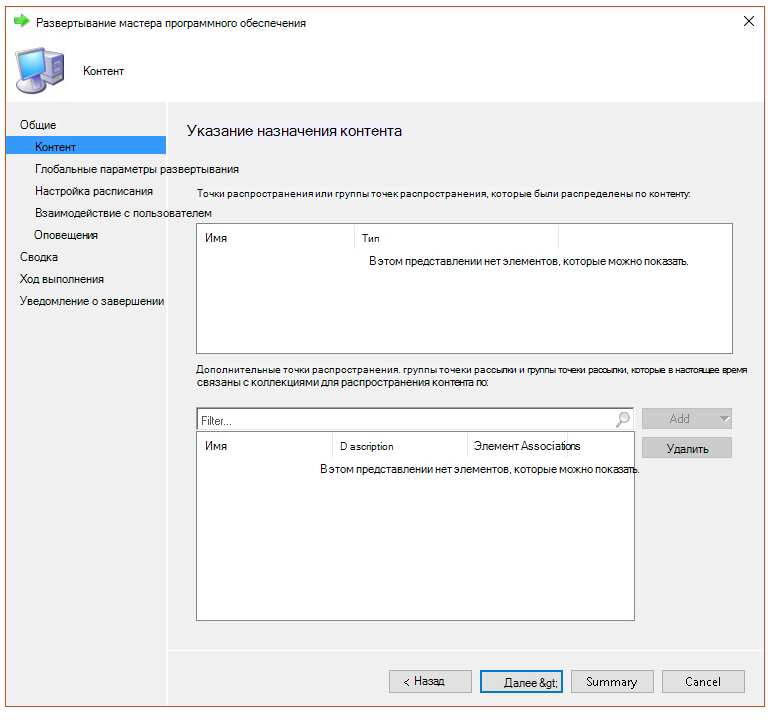 Развертывание мастера программного обеспечения
Контент
Общие
Контент
Глобальные параметры развертывания
Настройка расписания
Взаимодействие с пользователем
Оповещения
Сводка
Ход выполнения
Уведомление о завершении
Указание назначения контента
Точки распространения или группы точек распространения, которые были распределены по контенту:
Имя Тип
В этом представлении нет элементов, которые можно показать.
Дополнительные точки распространения. группы точеки рассылки и группы точеки рассылки, которые в настоящее время
связаны с коллекциями для распространения контента по:
Filter... Add
Имя D ascription Элемент Associations Удалить
В этом представлении нет элементов, которые можно показать.
< Назад Далее &gt; Summary Cancel